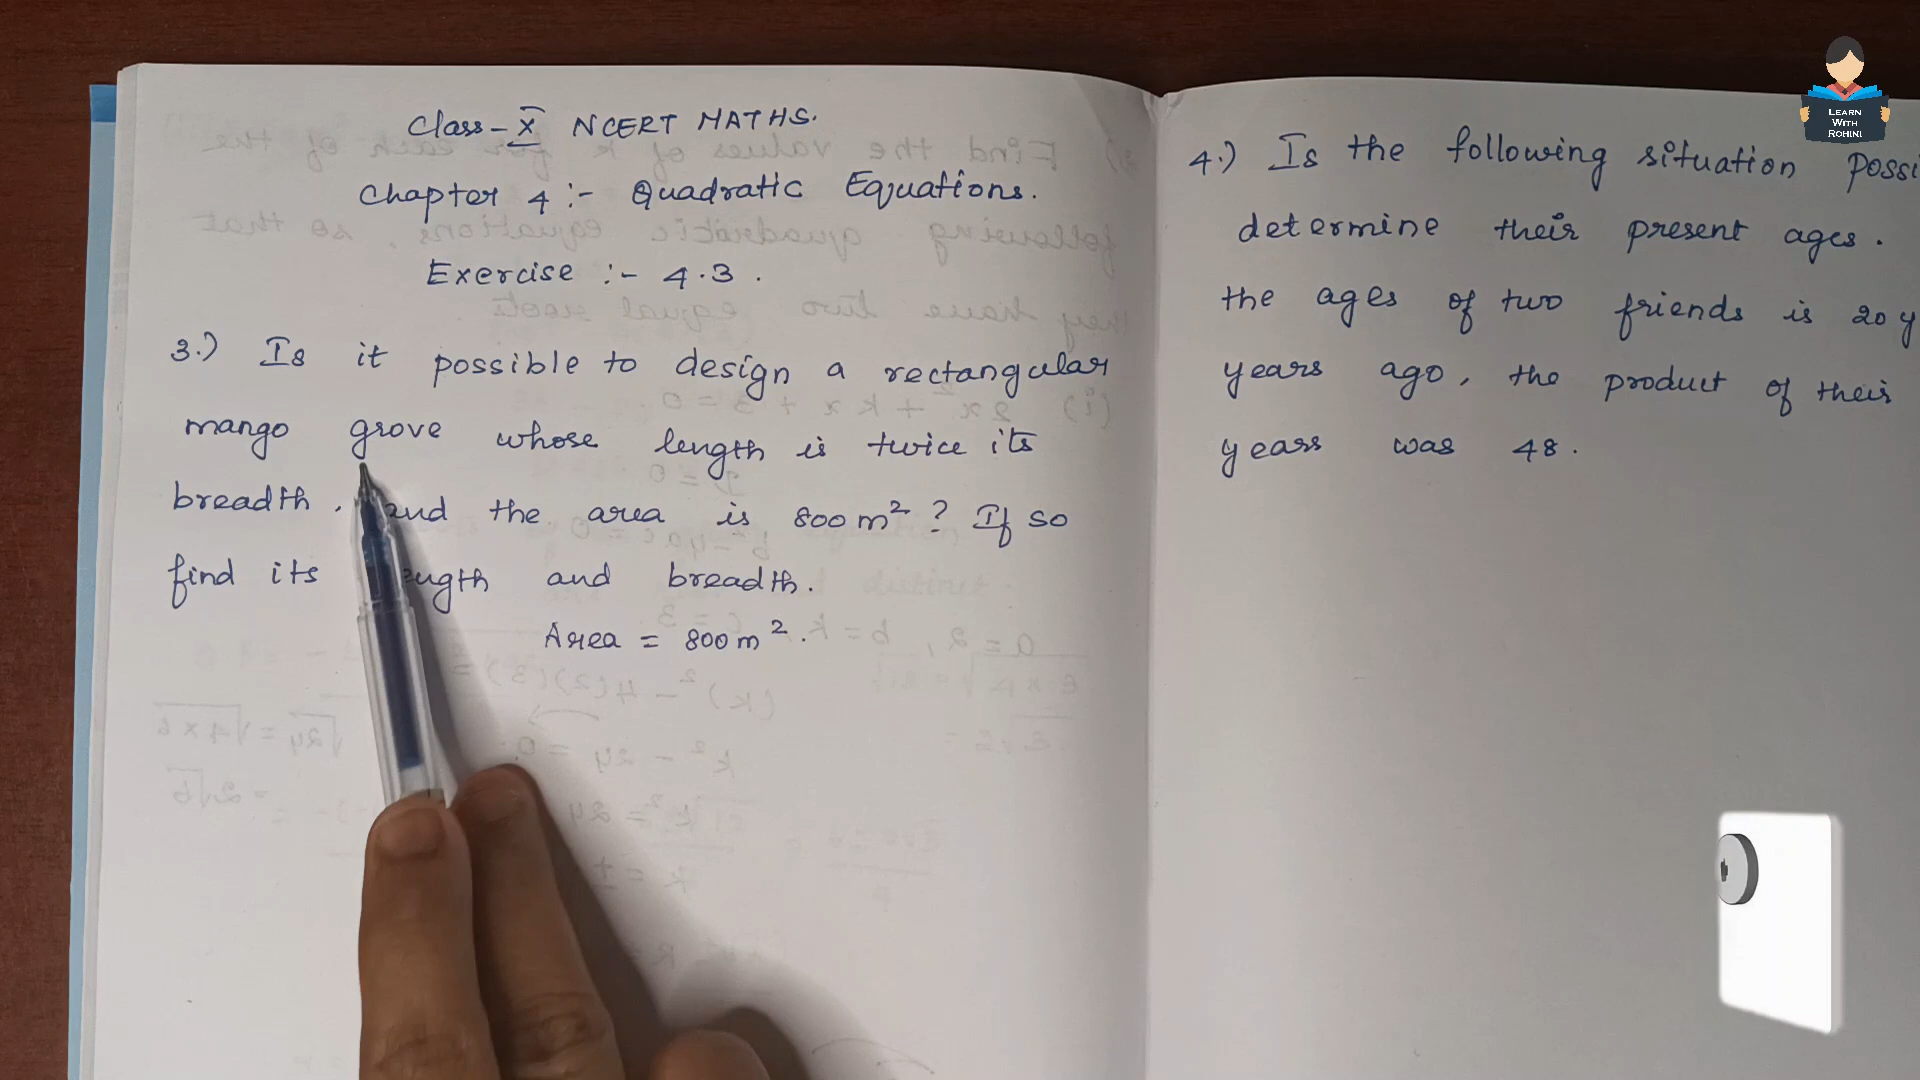 Class - X NCERT MATHS.
Chapter 4 :- Quadratic Equations.
Exercise :- 4.3 .
3.) Is it possible to design a rectangular
mango grove whose length is twice its
breadth , and the area is 800 m² ? If so
find its length and breadth.
Area = 800 m² .
4.) Is the following situation possi
determine their present ages .
the ages of two friends is 20 y
years ago , the product of their
years was 48 .
LEARN
WITH
ROHINI